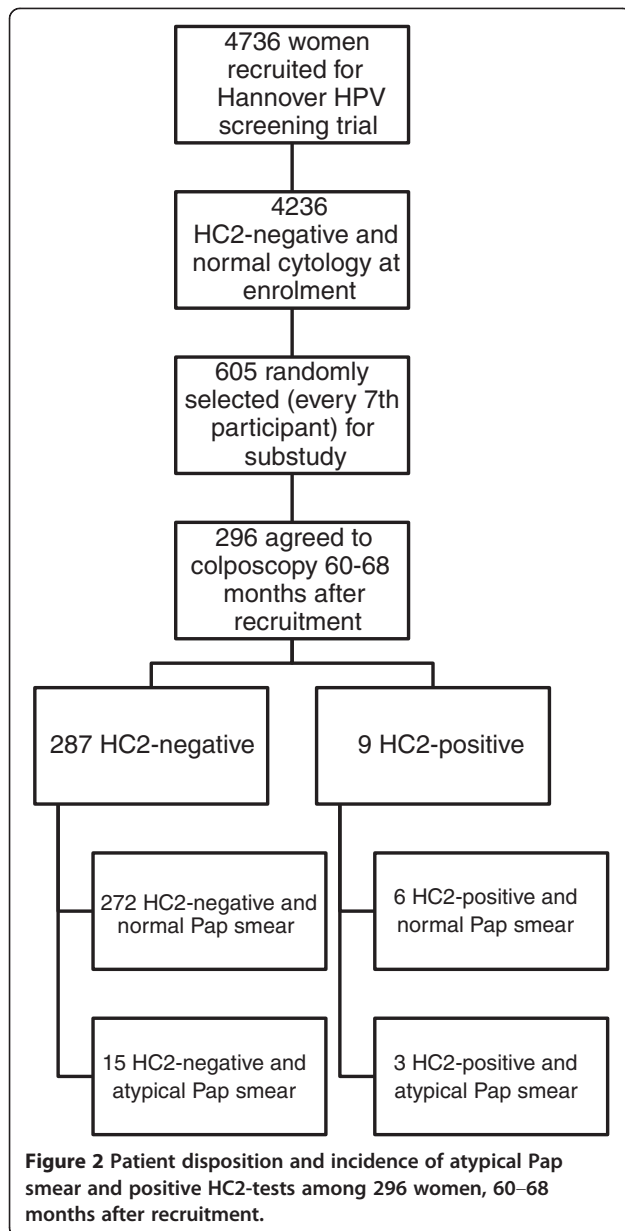 4736 women
recruited for
Hannover HPV
screening trial
4236
HC2-negative and
normal cytology at
enrolment
605 randomly
selected (every 7th
participant) for
substudy
296 agreed to
colposcopy 60-68
months after
recruitment
287 HC2-negative
9 HC2-positive
272 HC2-negative and
normal Pap smear
6 HC2-positive and
normal Pap smear
15 HC2-negative and
atypical Pap smear
3 HC2-positive and
atypical Pap smear
Figure 2 Patient disposition and incidence of atypical Pap
smear and positive HC2-tests among 296 women, 60–68
months after recruitment.